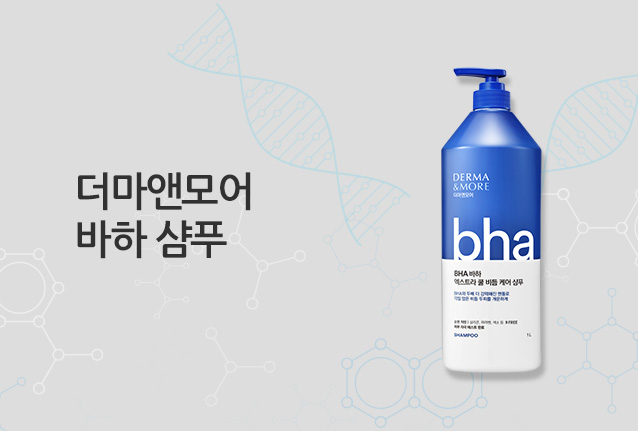 더마앤모어
바하 샴푸
DERMA
&MORE
더마앤모어
bha
BHA 바하
엑스트라 쿨 비듬 케어 샴푸
SHAMPOO
1L